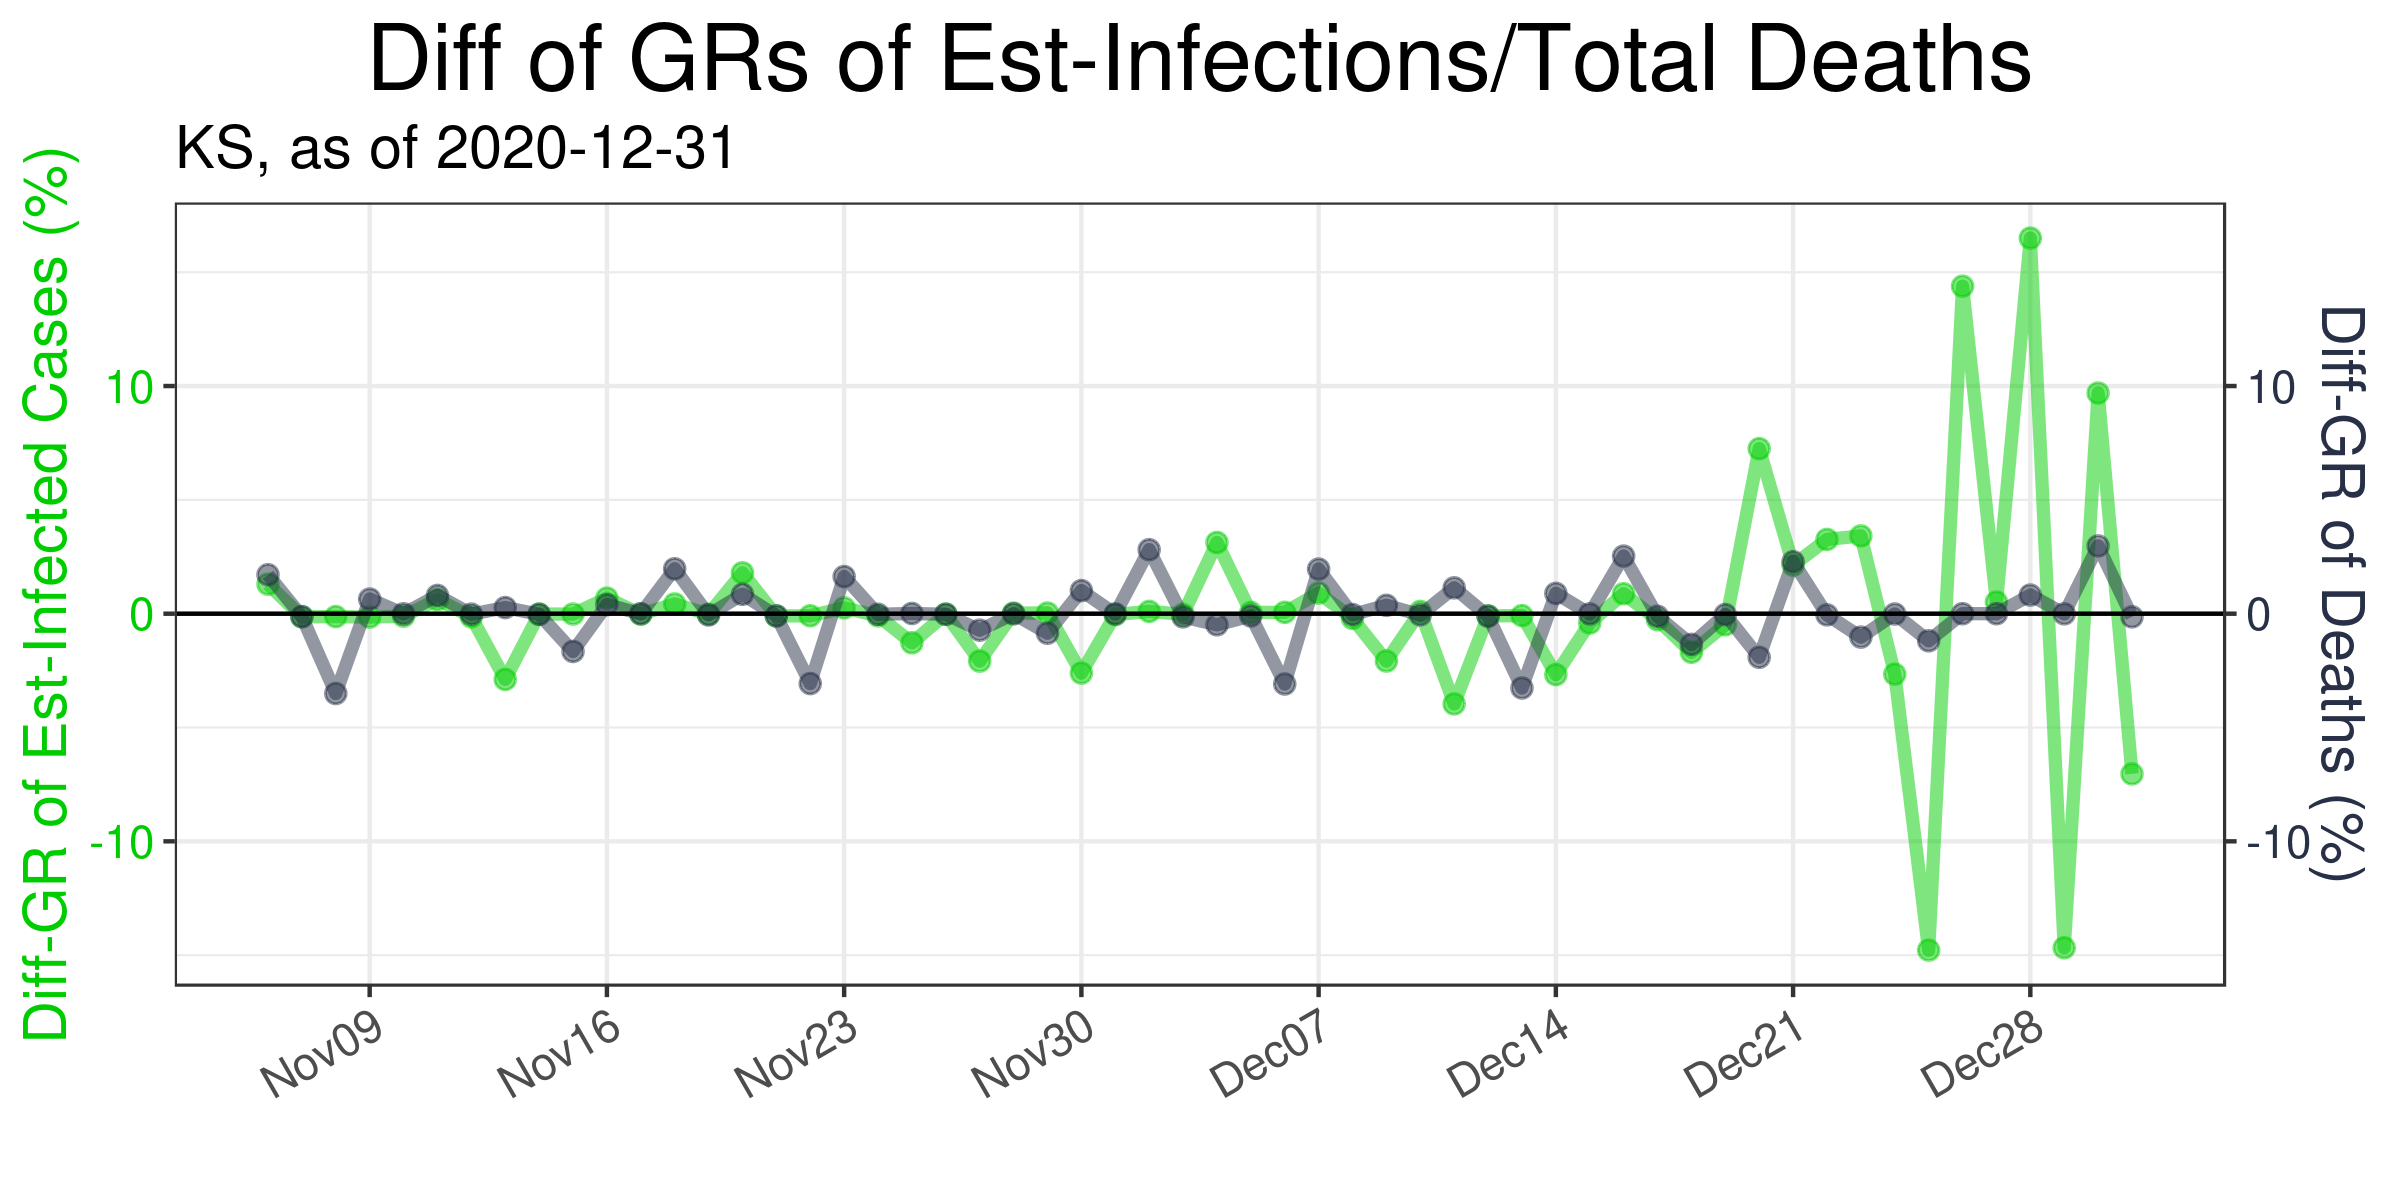 Diff of GRs of Est-Infections/Total Deaths
KS, as of 2020-12-31
Diff-GR of Est-Infected Cases (%)
10
0
-10
10
0
-10
Diff-GR of Deaths (%)
Nov09
Nov16
Nov23
Nov30
Dec07
Dec14
Dec21
Dec28